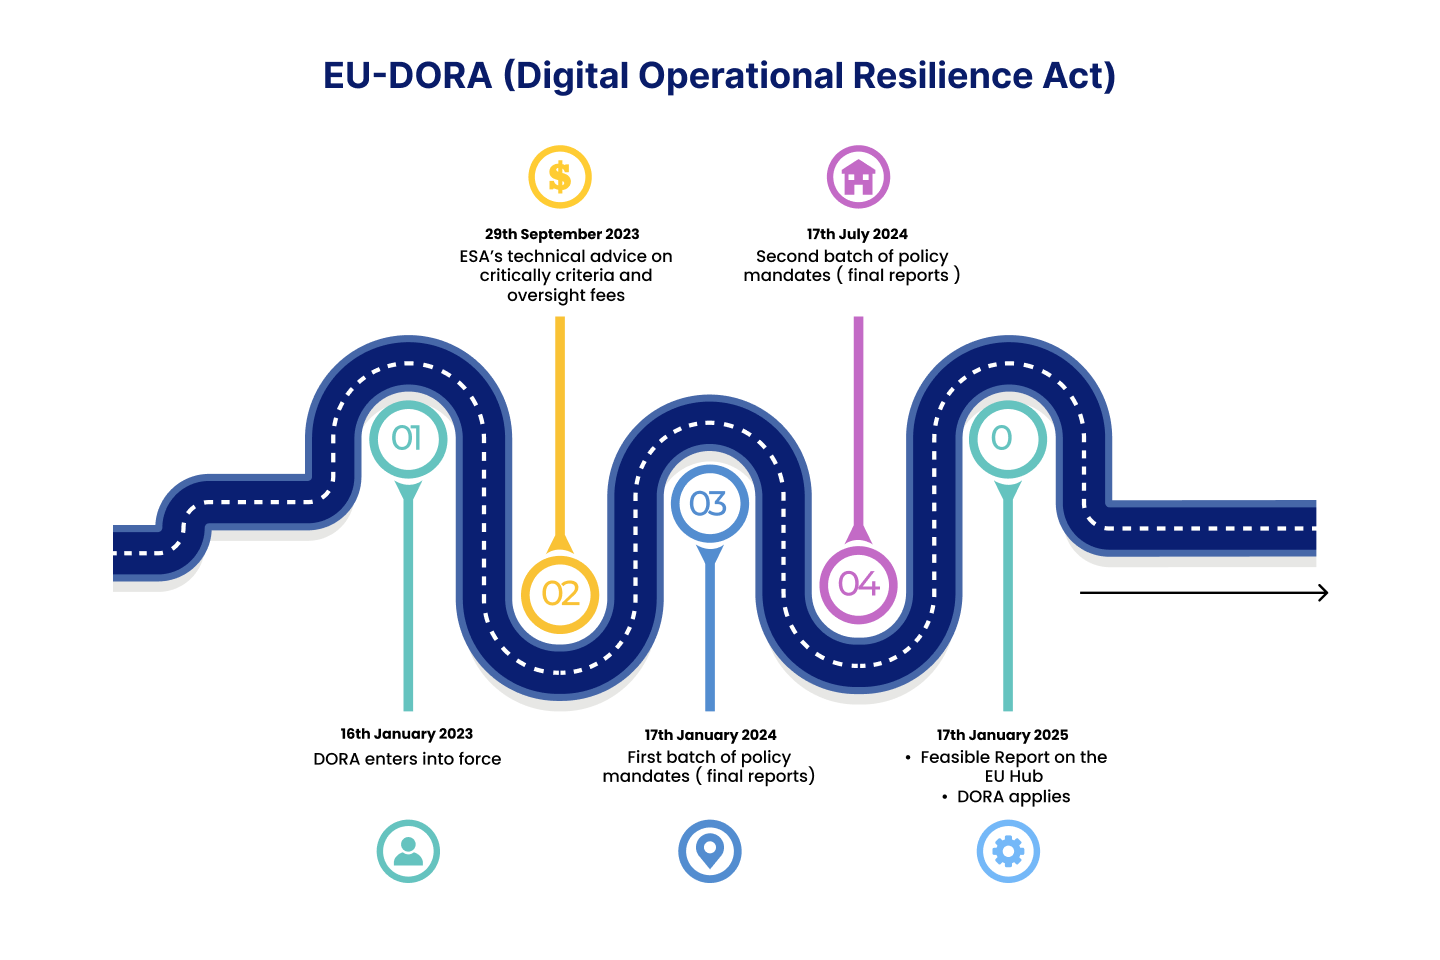 EU-DORA (Digital Operational Resilience Act)
$
29th September 2023
ESA’s technical advice on
critically criteria and
oversight fees
17th July 2024
Second batch of policy
mandates ( final reports )
01
02
03
04
0
16th January 2023
DORA enters into force
17th January 2024
First batch of policy
mandates ( final reports)
17th January 2025
• Feasible Report on the
EU Hub
• DORA applies